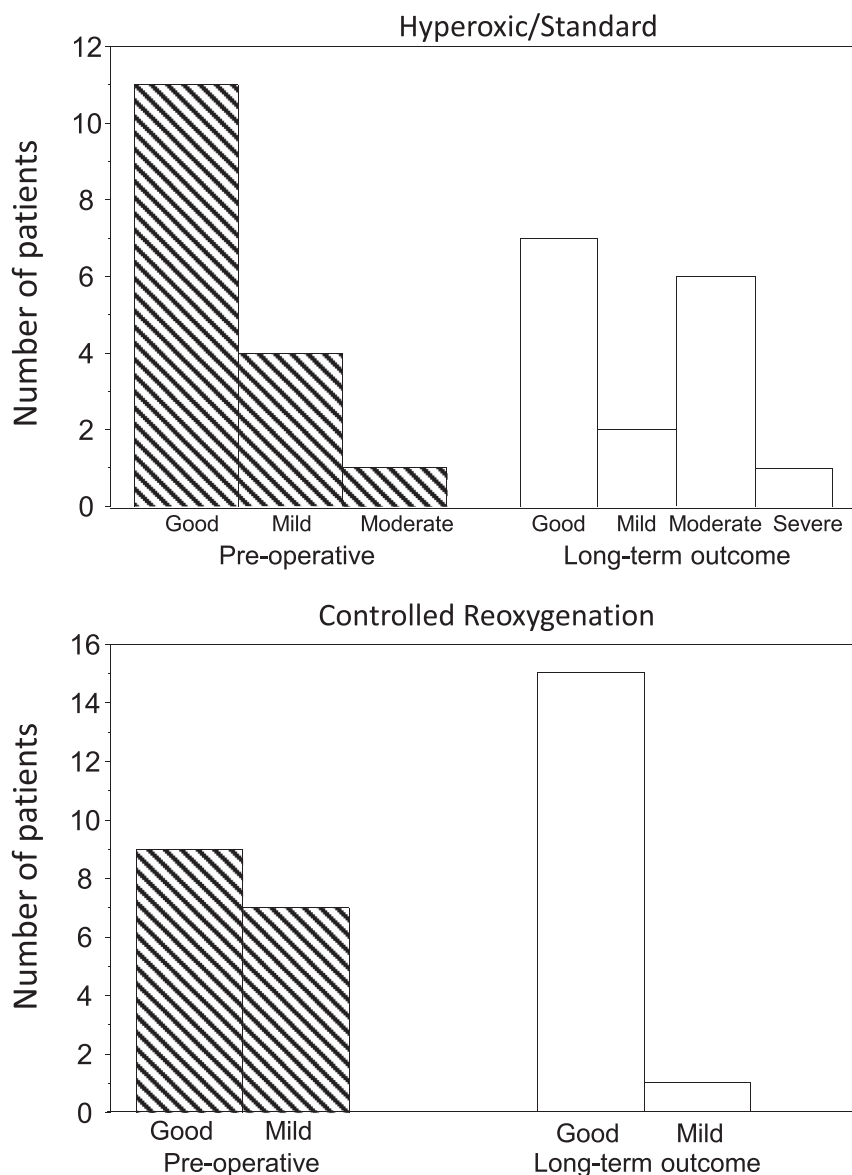 Hyperoxic/Standard
Number of patients
12
10
8
6
4
2
0
Good Mild Moderate Good Mild Moderate Severe
Pre-operative Long-term outcome
Controlled Reoxygenation
Number of patients
16
14
12
10
8
6
4
2
0
Good Mild Good Mild
Pre-operative Long-term outcome